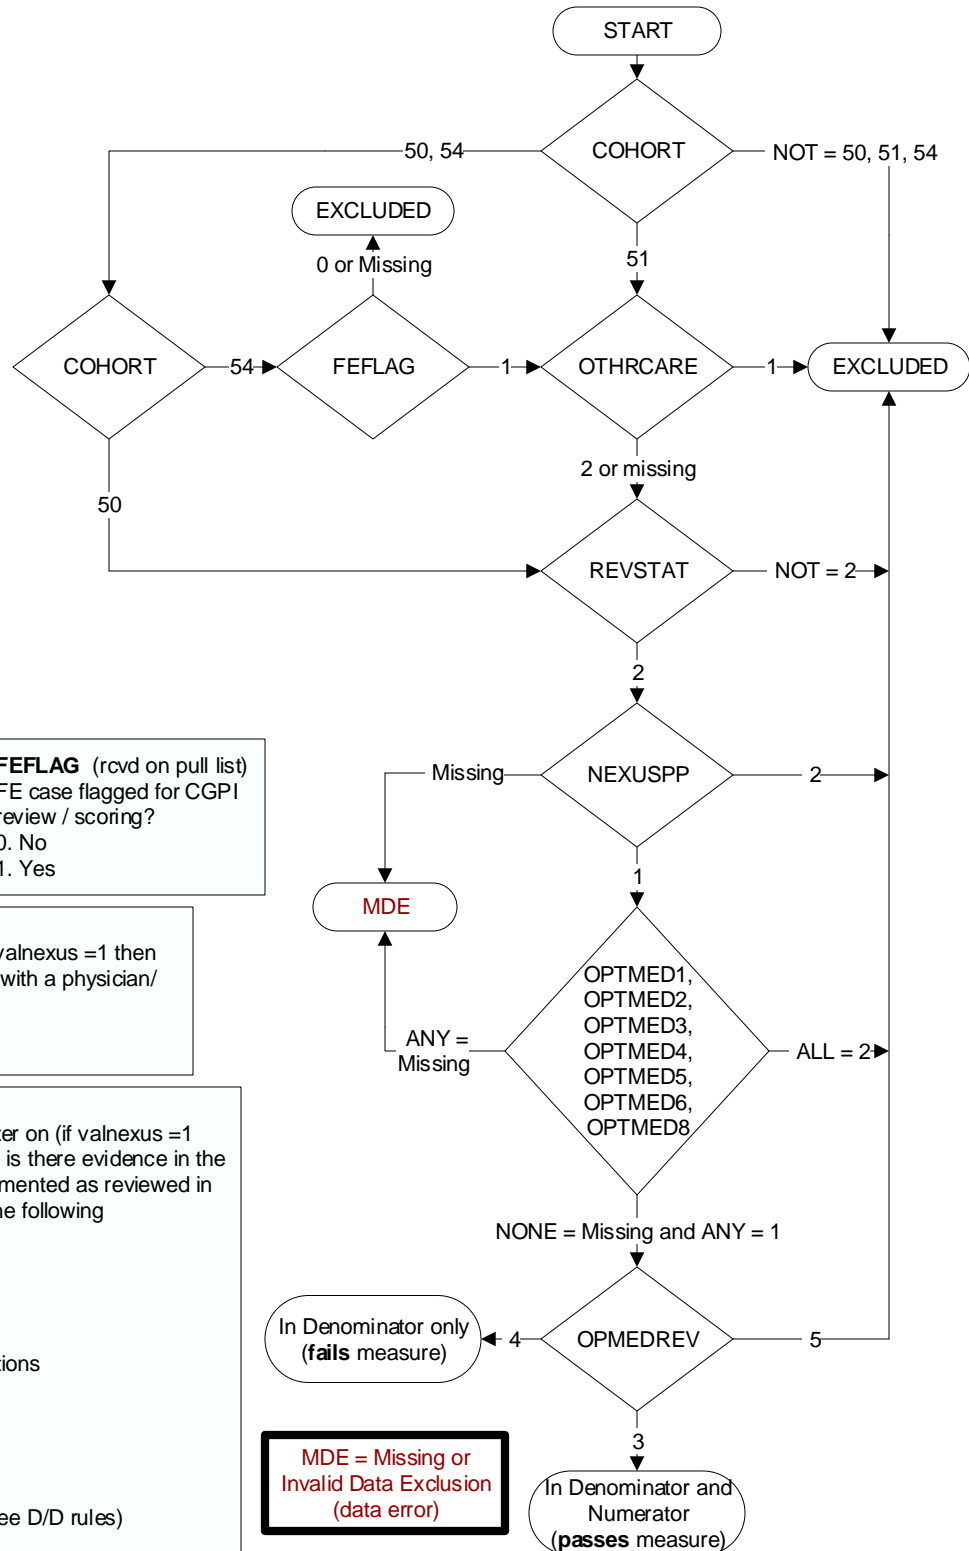 START
COHORT
50, 54
NOT = 50, 51, 54
EXCLUDED
0 or Missing
51
COHORT
54
FEFLAG
1
OTHRCARE
1
EXCLUDED
2 or missing
50
REVSTAT
NOT = 2
2
FEFLAG (rcvd on pull list)
FE case flagged for CGPI
review / scoring?
0. No
1. Yes
Missing
NEXUSPP
2
1
MDE
valnexus =1 then
with a physician/
OPTMED1,
OPTMED2,
OPTMED3,
OPTMED4,
OPTMED5,
OPTMED6,
OPTMED8
ANY =
Missing
ALL = 2
ter on (if valnexus =1
is there evidence in the
mented as reviewed in
he following
tions
ee D/D rules)
NONE = Missing and ANY = 1
In Denominator only
(fails measure)
4
OPMEDREV
5
3
MDE = Missing or
Invalid Data Exclusion
(data error)
In Denominator and
Numerator
(passes measure)